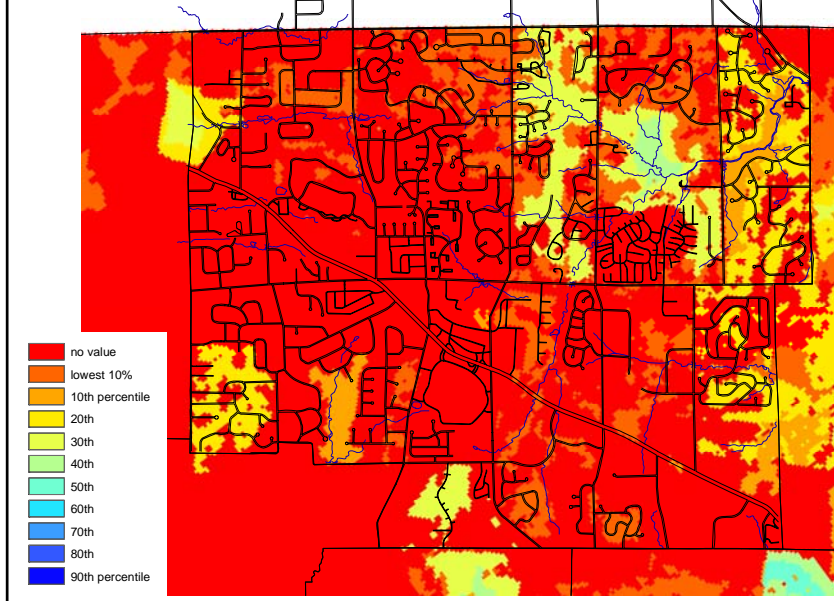 no value
lowest 10%
10th percentile
20th
30th
40th
50th
60th
70th
80th
90th percentile